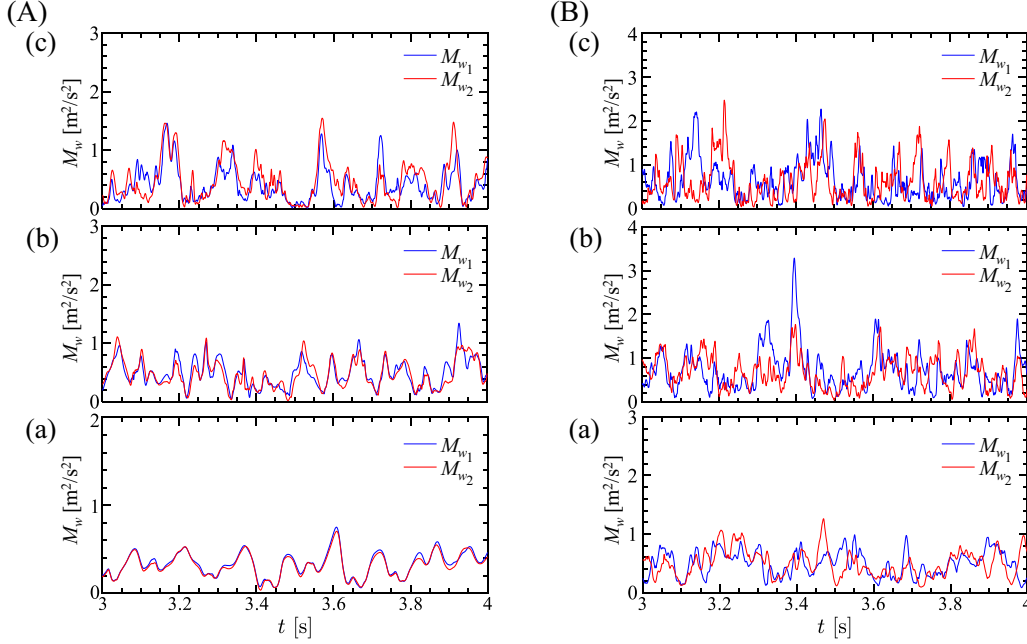 (A)
(c)
3
2
1
0
M_w [m²/s²]
M_w₁
M_w₂
(b)
3
2
1
0
M_w [m²/s²]
M_w₁
M_w₂
(a)
2
1
0
M_w [m²/s²]
M_w₁
M_w₂
3 3.2 3.4 3.6 3.8 4
t [s]
(B)
(c)
4
3
2
1
0
M_w [m²/s²]
M_w₁
M_w₂
(b)
4
3
2
1
0
M_w [m²/s²]
M_w₁
M_w₂
(a)
3
2
1
0
M_w [m²/s²]
M_w₁
M_w₂
3 3.2 3.4 3.6 3.8 4
t [s]